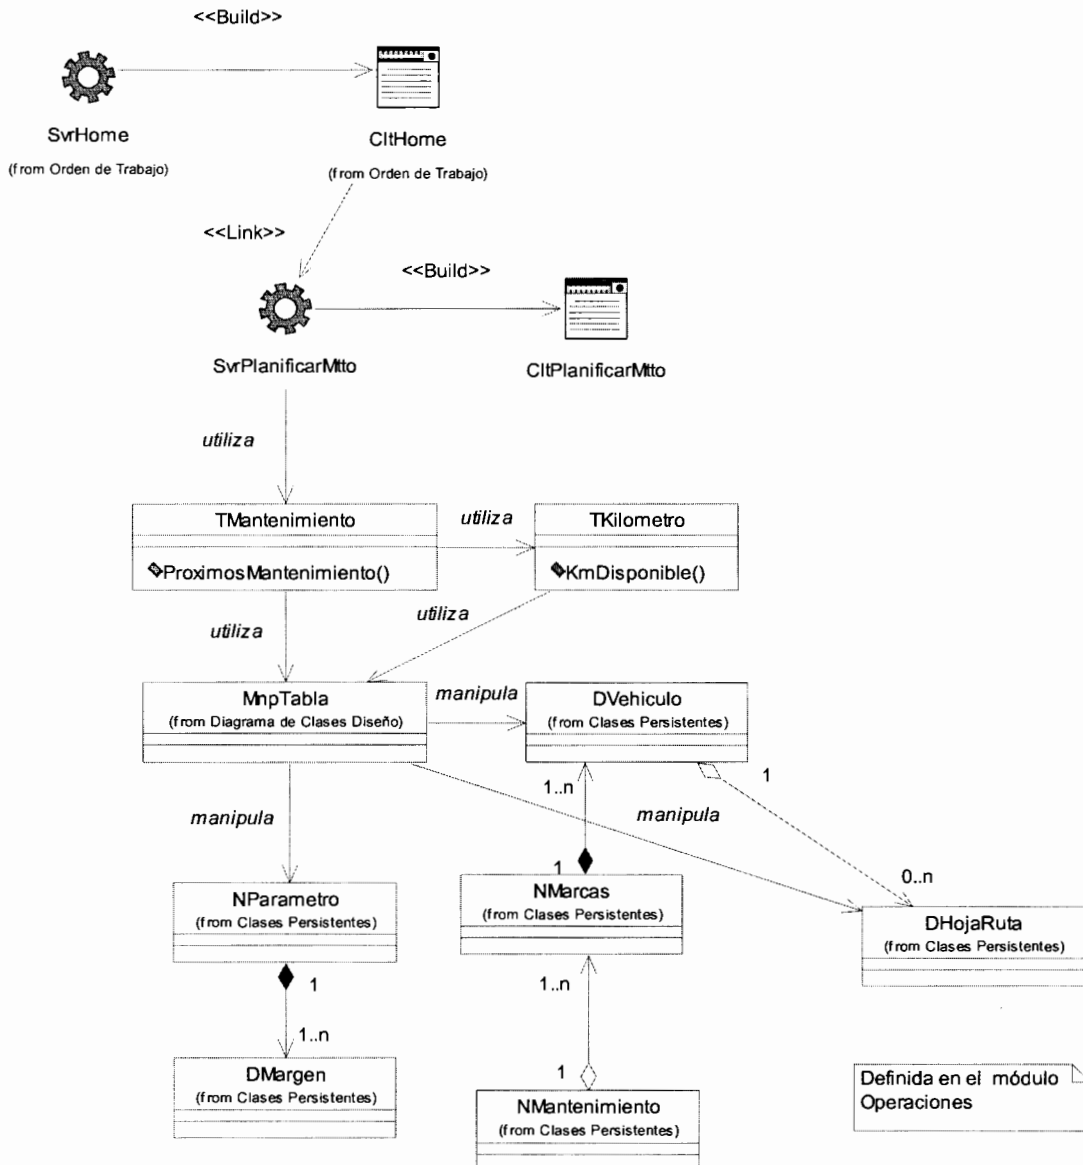 <<Build>>
SvrHome
(from Orden de Trabajo)
CltHome
(from Orden de Trabajo)
<<Link>>
<<Build>>
SvrPlanificarMtto
CltPlanificarMtto
utiliza
TMantenimiento
ProximosMantenimiento()
utiliza
TKilometro
KmDisponible()
utiliza
utiliza
MnpTabla
(from Diagrama de Clases Diseño)
manipula
DVehiculo
(from Clases Persistentes)
1..n
1
manipula
manipula
1
0..n
NParametro
(from Clases Persistentes)
NMarcas
(from Clases Persistentes)
DHojaRuta
(from Clases Persistentes)
1
1..n
1..n
1
DMargen
(from Clases Persistentes)
NMantenimiento
(from Clases Persistentes)
Definida en el módulo
Operaciones